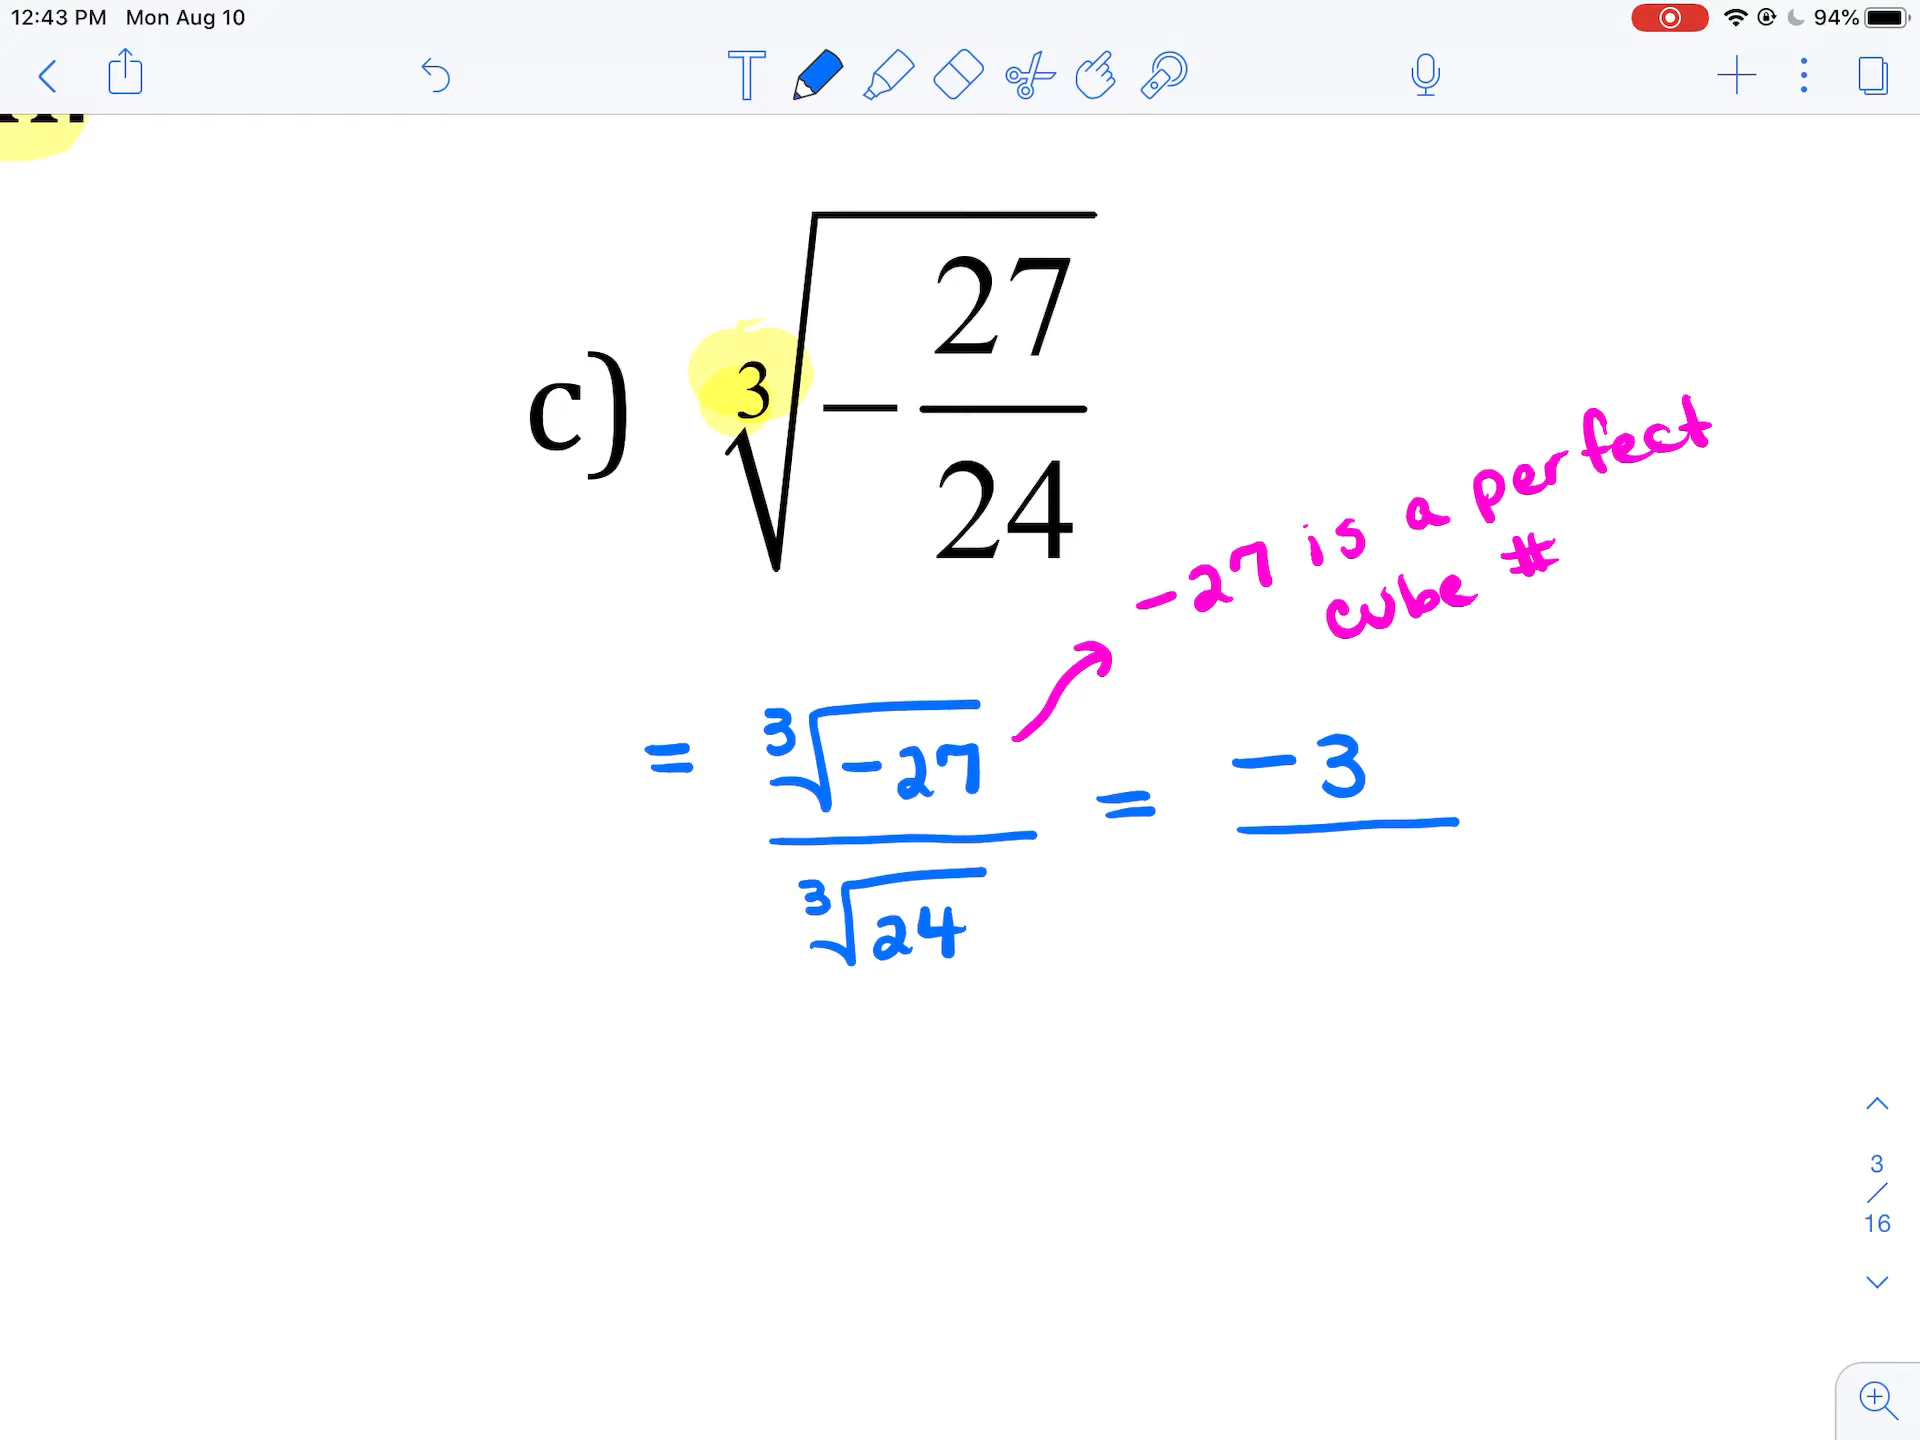 12:43 PM Mon Aug 10
94%
T
c) ∛(-27/24)
-27 is a perfect
cube #
= ∛-27 / ∛24 = -3
3
/
16